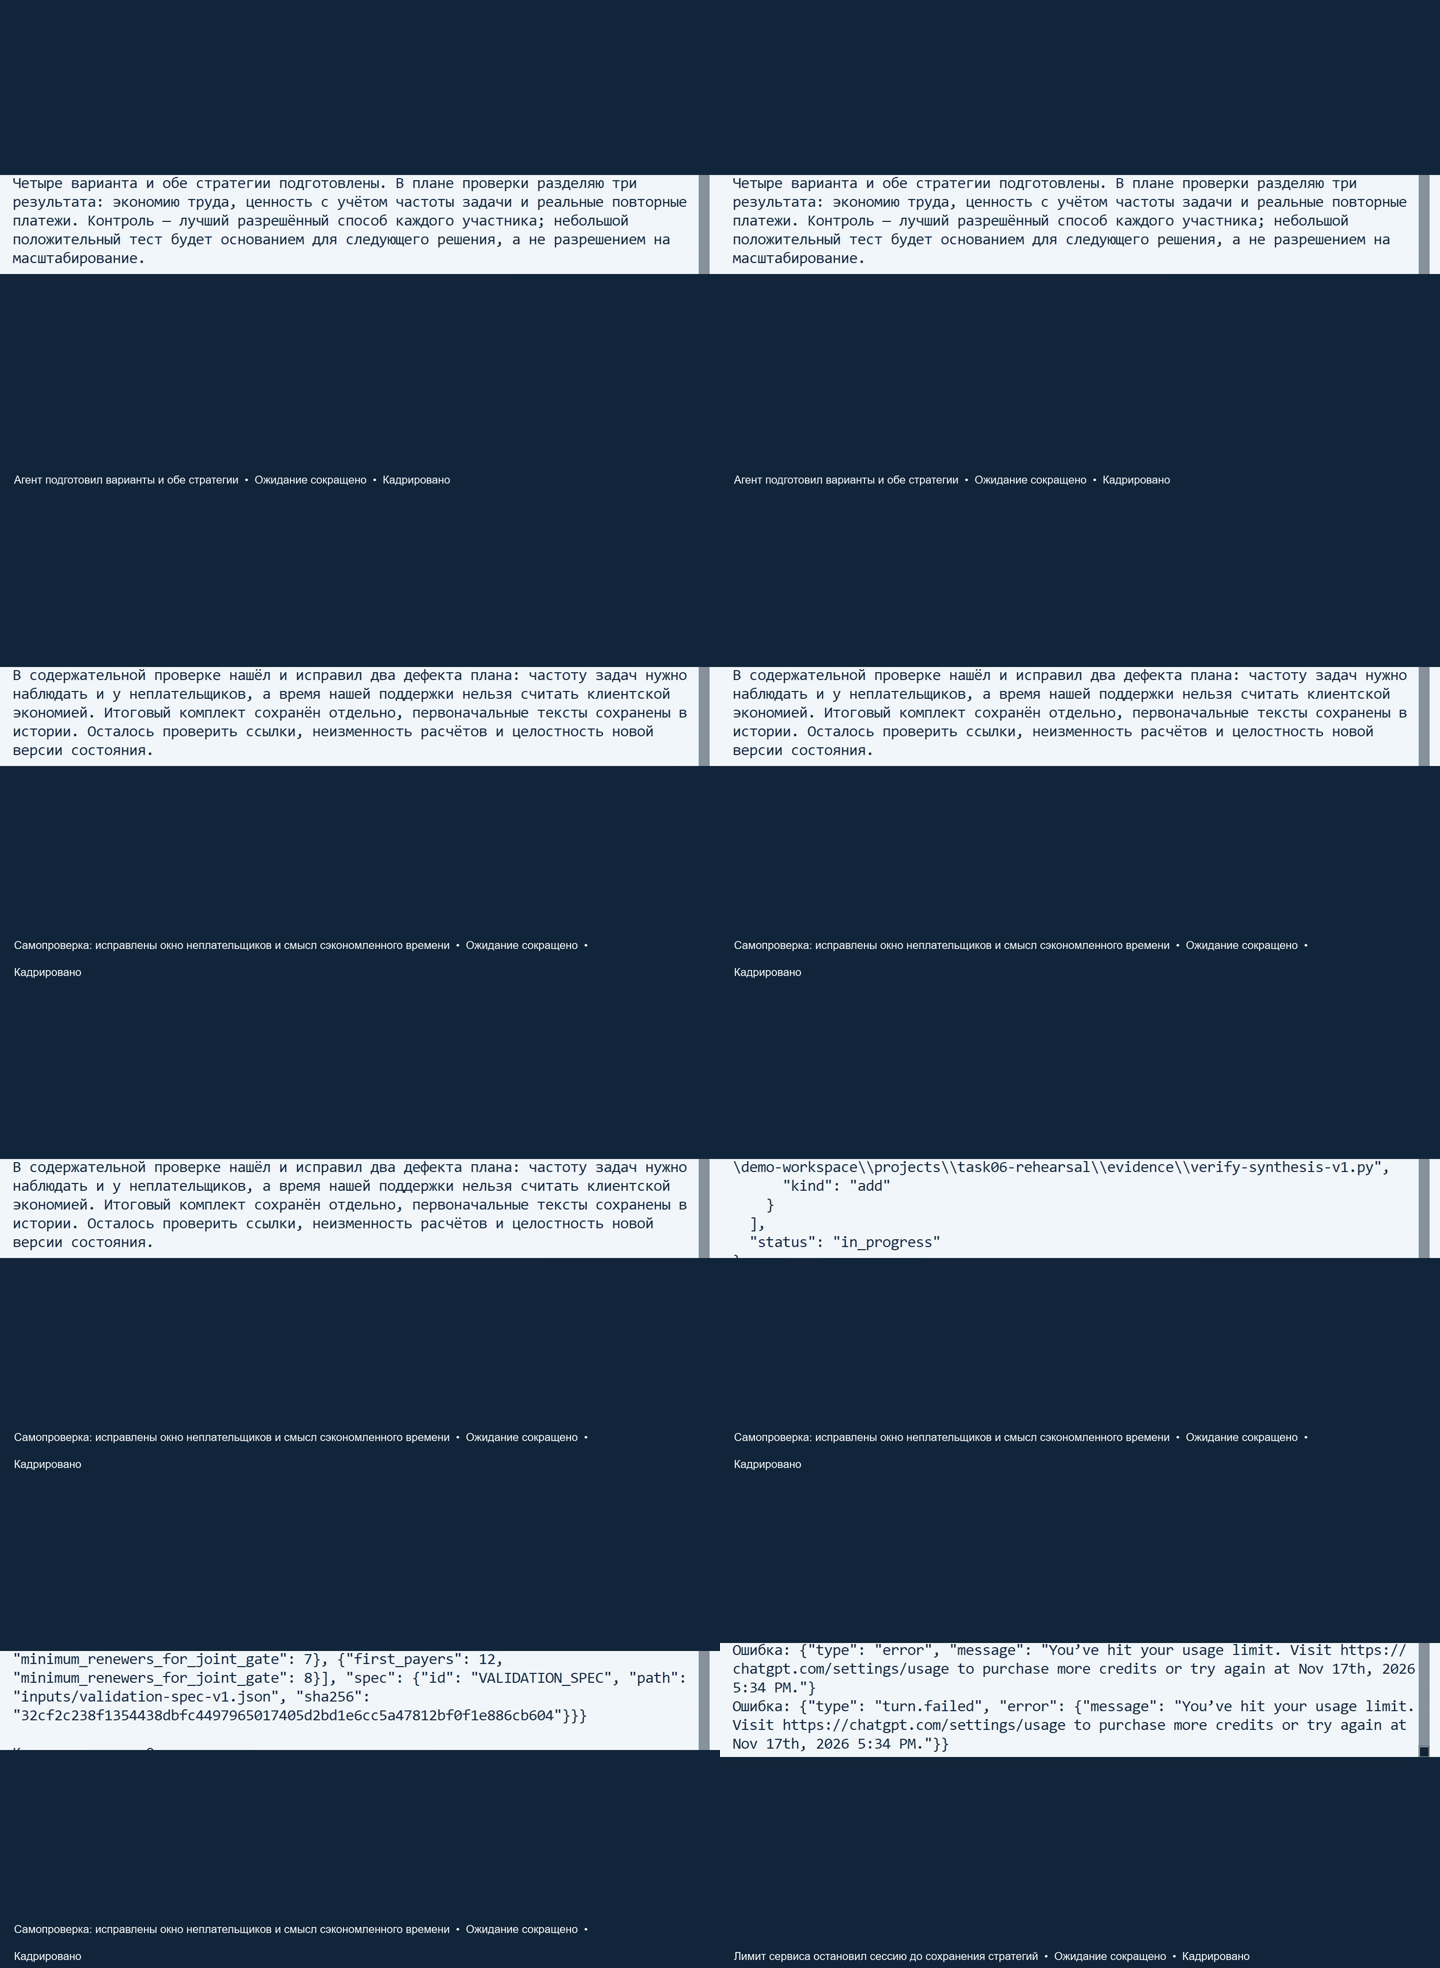 Четыре варианта и обе стратегии подготовлены. В плане проверки разделяю три
результата: экономию труда, ценность с учётом частоты задачи и реальные повторные
платежи. Контроль — лучший разрешённый способ каждого участника; небольшой
положительный тест будет основанием для следующего решения, а не разрешением на
масштабирование.
Четыре варианта и обе стратегии подготовлены. В плане проверки разделяю три
результата: экономию труда, ценность с учётом частоты задачи и реальные повторные
платежи. Контроль — лучший разрешённый способ каждого участника; небольшой
положительный тест будет основанием для следующего решения, а не разрешением на
масштабирование.
Агент подготовил варианты и обе стратегии • Ожидание сокращено • Кадрировано
Агент подготовил варианты и обе стратегии • Ожидание сокращено • Кадрировано
В содержательной проверке нашёл и исправил два дефекта плана: частоту задач нужно
наблюдать и у неплательщиков, а время нашей поддержки нельзя считать клиентской
экономией. Итоговый комплект сохранён отдельно, первоначальные тексты сохранены в
истории. Осталось проверить ссылки, неизменность расчётов и целостность новой
версии состояния.
В содержательной проверке нашёл и исправил два дефекта плана: частоту задач нужно
наблюдать и у неплательщиков, а время нашей поддержки нельзя считать клиентской
экономией. Итоговый комплект сохранён отдельно, первоначальные тексты сохранены в
истории. Осталось проверить ссылки, неизменность расчётов и целостность новой
версии состояния.
Самопроверка: исправлены окно неплательщиков и смысл сэкономленного времени • Ожидание сокращено •
Кадрировано
Самопроверка: исправлены окно неплательщиков и смысл сэкономленного времени • Ожидание сокращено •
Кадрировано
В содержательной проверке нашёл и исправил два дефекта плана: частоту задач нужно
наблюдать и у неплательщиков, а время нашей поддержки нельзя считать клиентской
экономией. Итоговый комплект сохранён отдельно, первоначальные тексты сохранены в
истории. Осталось проверить ссылки, неизменность расчётов и целостность новой
версии состояния.
\demo-workspace\\projects\\task06-rehearsal\\evidence\\verify-synthesis-v1.py",
"kind": "add"
}
],
"status": "in_progress"
Самопроверка: исправлены окно неплательщиков и смысл сэкономленного времени • Ожидание сокращено •
Кадрировано
Самопроверка: исправлены окно неплательщиков и смысл сэкономленного времени • Ожидание сокращено •
Кадрировано
"minimum_renewers_for_joint_gate": 7}, {"first_payers": 12,
"minimum_renewers_for_joint_gate": 8}], "spec": {"id": "VALIDATION_SPEC", "path":
"inputs/validation-spec-v1.json", "sha256":
"32cf2c238f1354438dbfc4497965017405d2bd1e6cc5a47812bf0f1e886cb604"}}}
Ошибка: {"type": "error", "message": "You’ve hit your usage limit. Visit https://
chatgpt.com/settings/usage to purchase more credits or try again at Nov 17th, 2026
5:34 PM."}
Ошибка: {"type": "turn.failed", "error": {"message": "You’ve hit your usage limit.
Visit https://chatgpt.com/settings/usage to purchase more credits or try again at
Nov 17th, 2026 5:34 PM."}}
Самопроверка: исправлены окно неплательщиков и смысл сэкономленного времени • Ожидание сокращено •
Кадрировано
Лимит сервиса остановил сессию до сохранения стратегий • Ожидание сокращено • Кадрировано